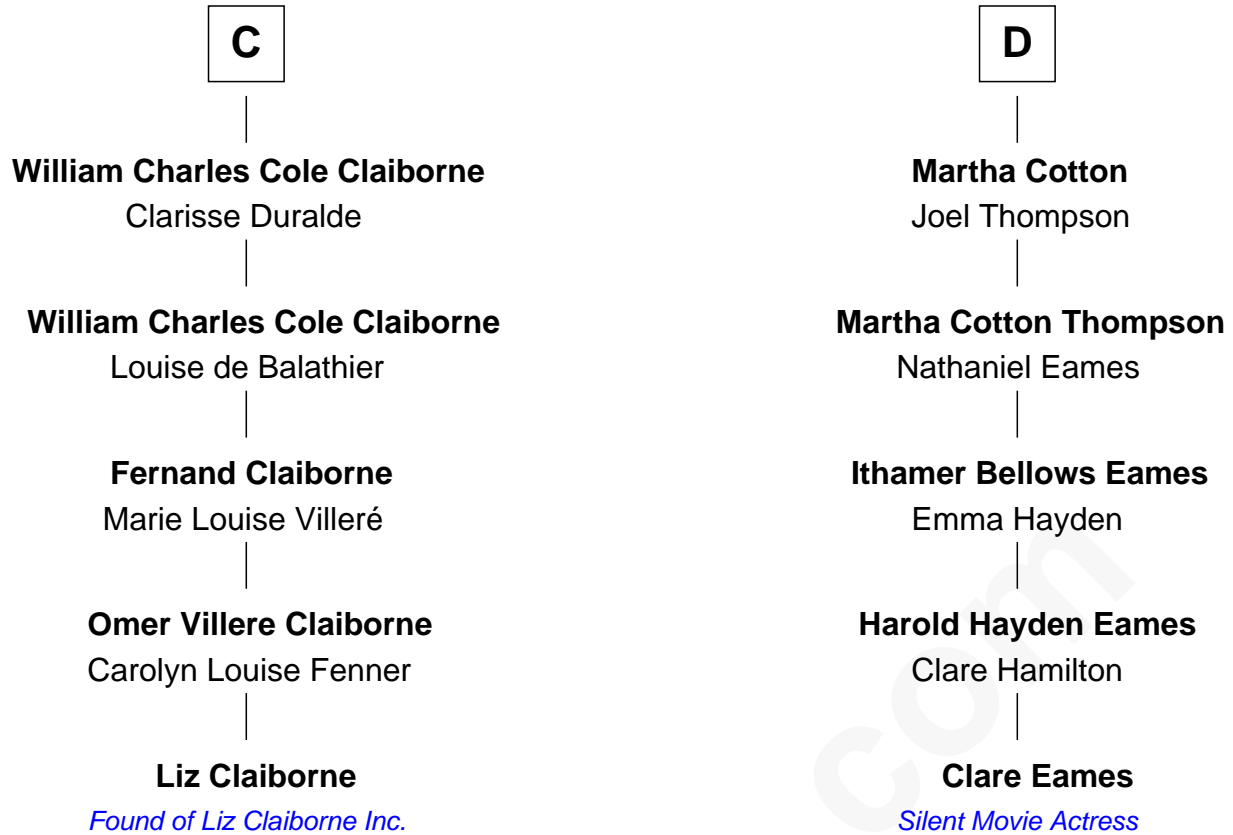 C
William Charles Cole Claiborne
Clarisse Duralde
William Charles Cole Claiborne
Louise de Balathier
Fernand Claiborne
Marie Louise Villeré
Omer Villere Claiborne
Carolyn Louise Fenner
Liz Claiborne
Found of Liz Claiborne Inc.
D
Martha Cotton
Joel Thompson
Martha Cotton Thompson
Nathaniel Eames
Ithamer Bellows Eames
Emma Hayden
Harold Hayden Eames
Clare Hamilton
Clare Eames
Silent Movie Actress
com